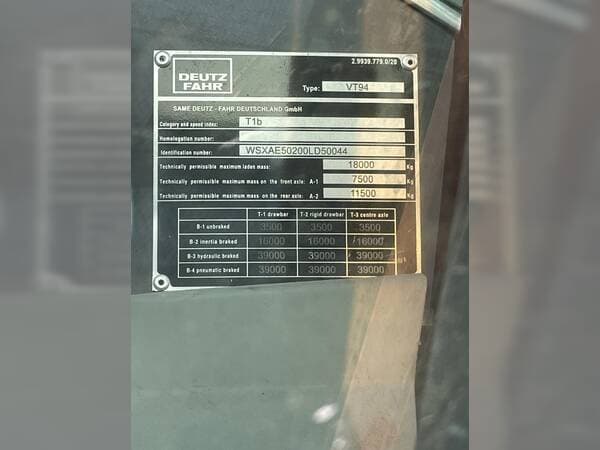 2.9939.779.0/20
DEUTZ
FAHR
Type: VT94
SAME DEUTZ - FAHR DEUTSCHLAND GmbH
Category and speed index: T1b
Homologation number:
Identification number: WSXAE50200LD50044
Technically permissible maximum laden mass: 18000 Kg
Technically permissible maximum mass on the front axle: A-1 7500 Kg
Technically permissible maximum mass on the rear axle: A-2 11500 Kg
T-1 drawbar T-2 rigid drawbar T-3 centre axle
B-1 unbraked 3500 3500 3500
B-2 inertia braked 16000 16000 16000
B-3 hydraulic braked 39000 39000 39000
B-4 pneumatic braked 39000 39000 39000